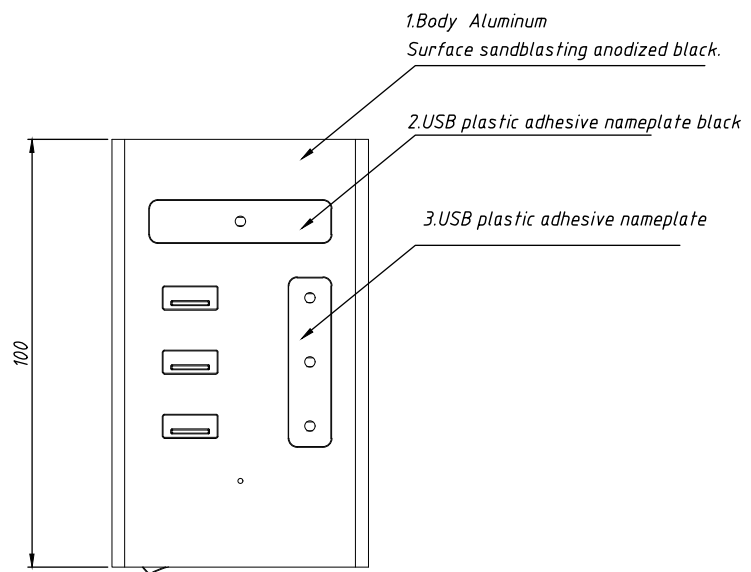 1.Body Aluminum
Surface sandblasting anodized black.
2.USB plastic adhesive nameplate black
3.USB plastic adhesive nameplate
100